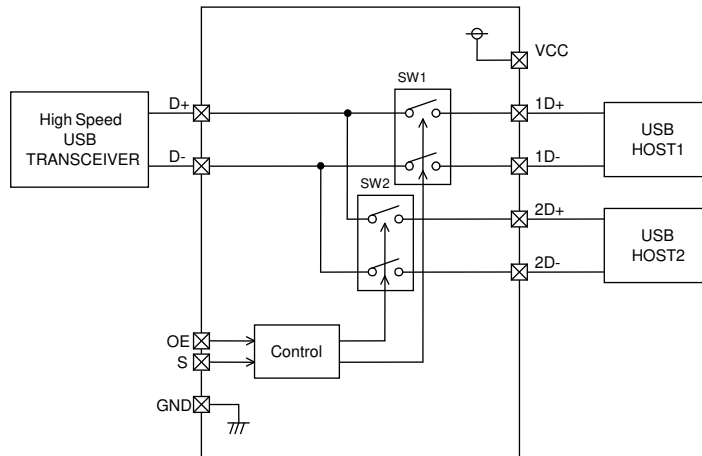 VCC
SW1
D+
1D+
High Speed
USB
TRANSCEIVER
USB
HOST1
D-
1D-
SW2
2D+
USB
HOST2
2D-
OE
Control
S
GND